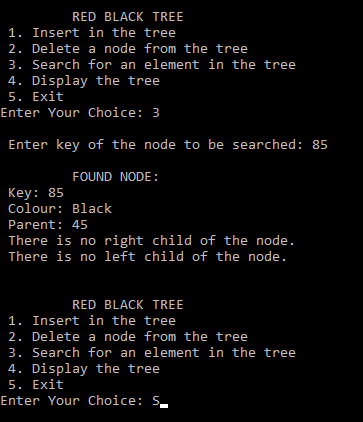 RED BLACK TREE
1. Insert in the tree
2. Delete a node from the tree
3. Search for an element in the tree
4. Display the tree
5. Exit
Enter Your Choice: 3
Enter key of the node to be searched: 85
FOUND NODE:
Key: 85
Colour: Black
Parent: 45
There is no right child of the node.
There is no left child of the node.
RED BLACK TREE
1. Insert in the tree
2. Delete a node from the tree
3. Search for an element in the tree
4. Display the tree
5. Exit
Enter Your Choice: S